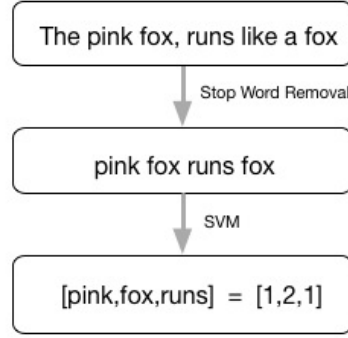 The pink fox, runs like a fox
Stop Word Removal
pink fox runs fox
SVM
[pink,fox,runs] = [1,2,1]